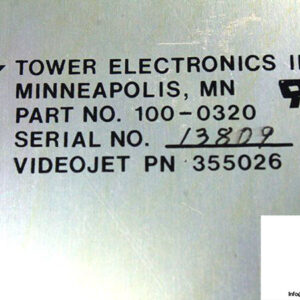 TOWER ELECTRONICS
MINNEAPOLIS, MN
PART NO. 100-0320
SERIAL NO. 13809
VIDEOJET PN 355026